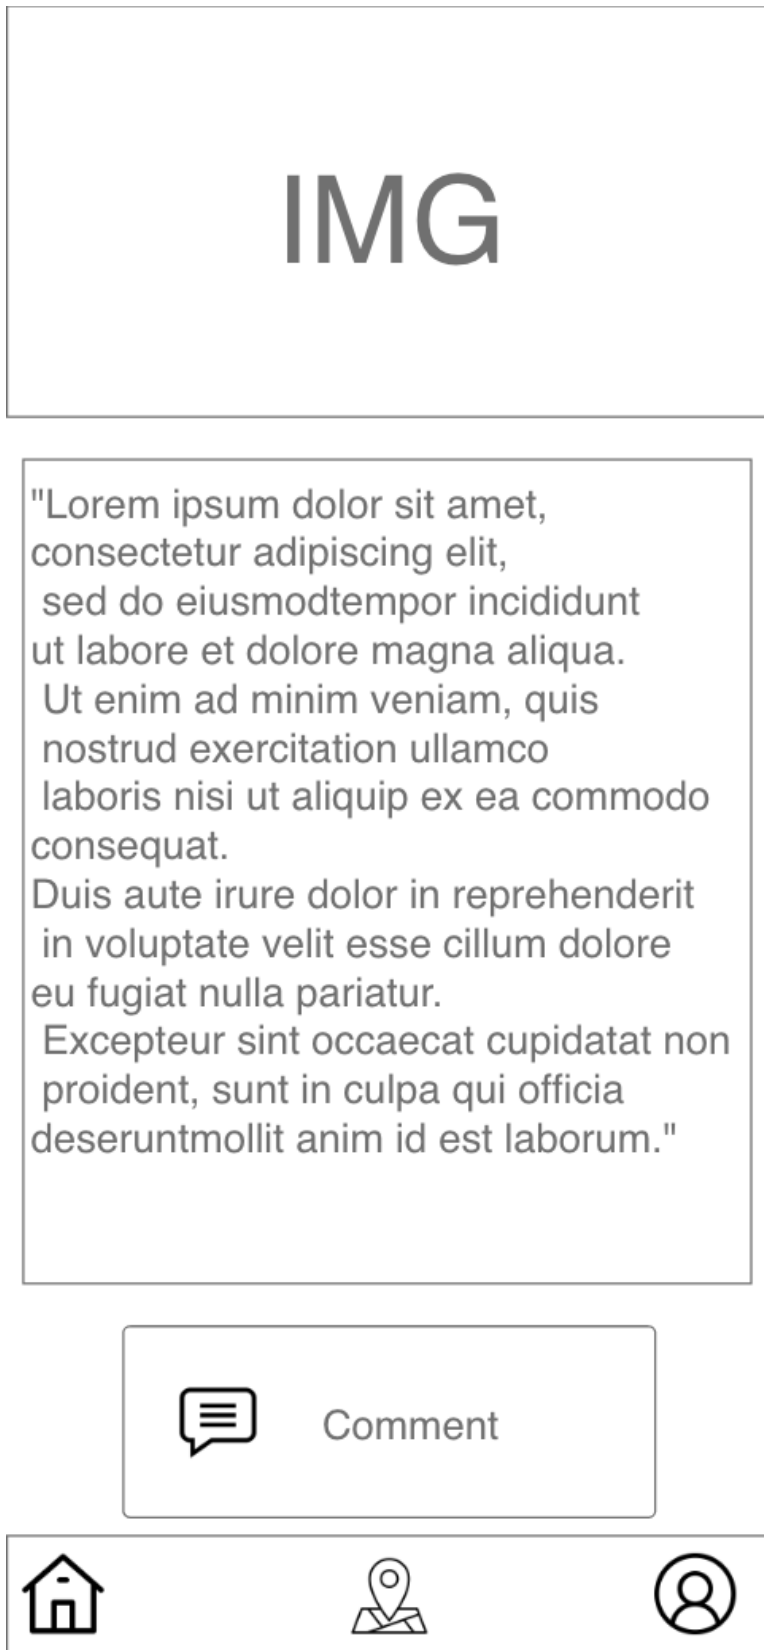 IMG
"Lorem ipsum dolor sit amet,
consectetur adipiscing elit,
sed do eiusmodtempor incididunt
ut labore et dolore magna aliqua.
Ut enim ad minim veniam, quis
nostrud exercitation ullamco
laboris nisi ut aliquip ex ea commodo
consequat.
Duis aute irure dolor in reprehenderit
in voluptate velit esse cillum dolore
eu fugiat nulla pariatur.
Excepteur sint occaecat cupidatat non
proident, sunt in culpa qui officia
deseruntmollit anim id est laborum."
Comment